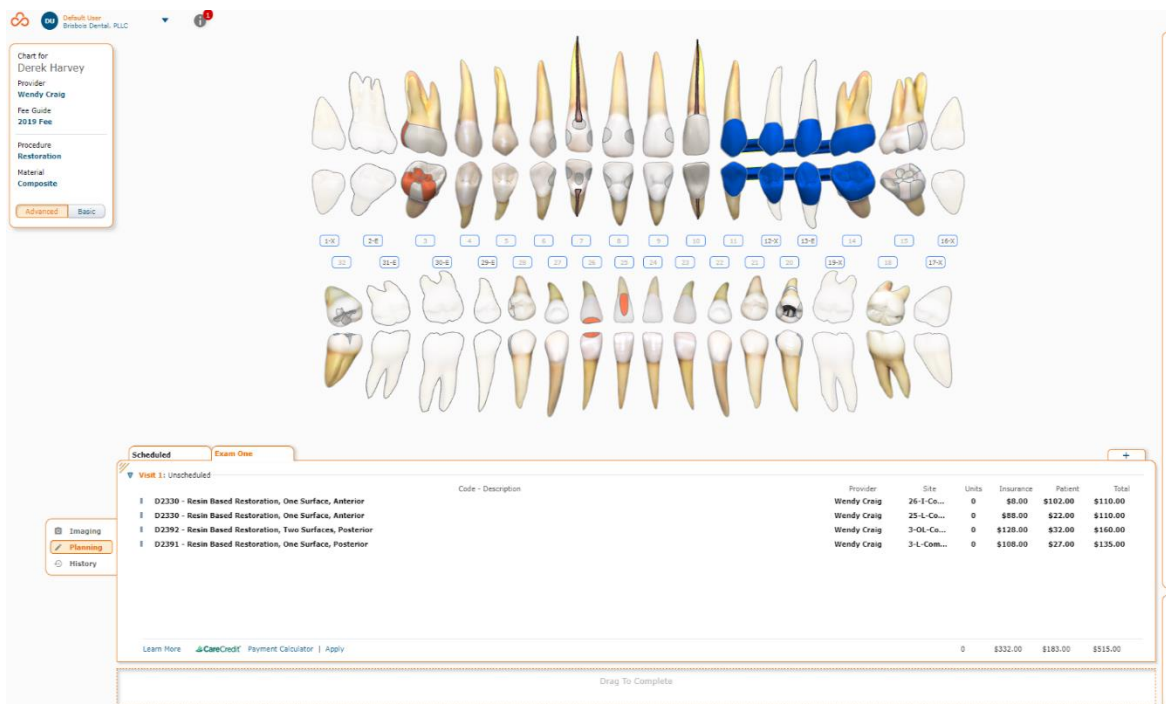 DU Default User
Brisbois Dental, PLLC
1
Chart for
Derek Harvey
Provider
Wendy Craig
Fee Guide
2019 Fee
Procedure
Restoration
Material
Composite
Advanced Basic
1-X 2-E 3 4 5 6 7 8 9 10 11 12-X 13-E 14 15 16-X
32 31-E 30-E 29-E 28 27 26 25 24 23 22 21 20 19-X 18 17-X
Scheduled Exam One +
Visit 1: Unscheduled
Code - Description Provider Site Units Insurance Patient Total
D2330 - Resin Based Restoration, One Surface, Anterior Wendy Craig 26-I-Co... 0 $8.00 $102.00 $110.00
D2330 - Resin Based Restoration, One Surface, Anterior Wendy Craig 25-L-Co... 0 $88.00 $22.00 $110.00
D2392 - Resin Based Restoration, Two Surfaces, Posterior Wendy Craig 3-OL-Co... 0 $128.00 $32.00 $160.00
D2391 - Resin Based Restoration, One Surface, Posterior Wendy Craig 3-L-Com... 0 $108.00 $27.00 $135.00
Imaging
Planning
History
Learn More CareCredit Payment Calculator | Apply 0 $332.00 $183.00 $515.00
Drag To Complete